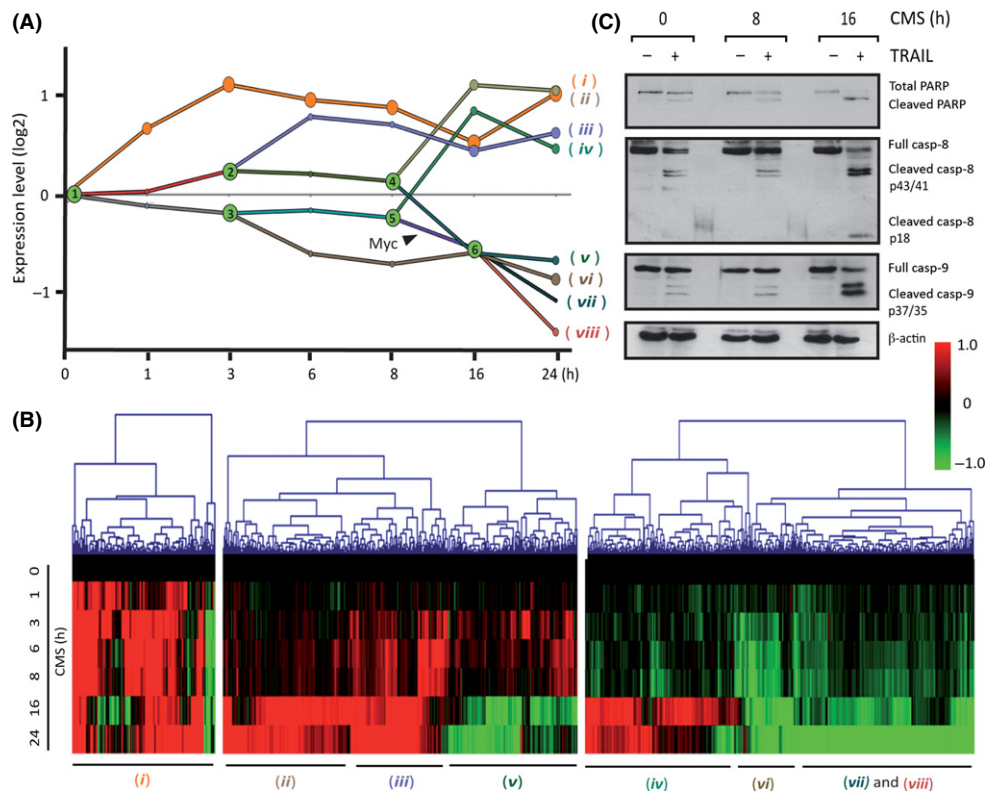 (A)
Expression level (log2)
1
0
−1
1
2
3
4
5
6
Myc
(i)
(ii)
(iii)
(iv)
(v)
(vi)
(vii)
(viii)
0 1 3 6 8 16 24 (h)
(C)
0 8 16 CMS (h)
− + − + − + TRAIL
Total PARP
Cleaved PARP
Full casp-8
Cleaved casp-8
p43/41
Cleaved casp-8
p18
Full casp-9
Cleaved casp-9
p37/35
β-actin
1.0
0
−1.0
(B)
CMS (h)
0
1
3
6
8
16
24
(i) (ii) (iii) (v) (iv) (vi) (vii) and (viii)